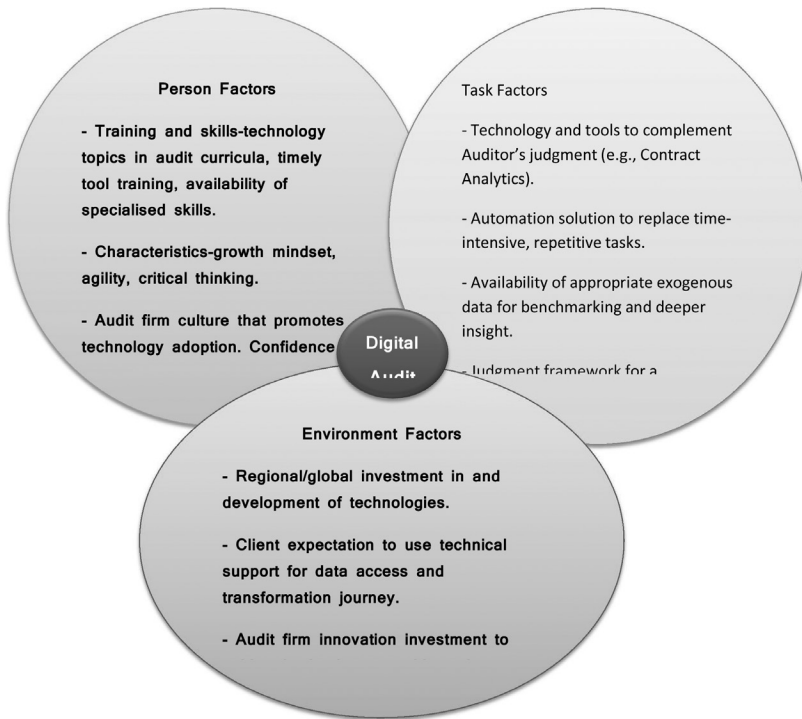 Person Factors
- Training and skills-technology
topics in audit curricula, timely
tool training, availability of
specialised skills.
- Characteristics-growth mindset,
agility, critical thinking.
- Audit firm culture that promotes
technology adoption. Confidence
Task Factors
- Technology and tools to complement
Auditor's judgment (e.g., Contract
Analytics).
- Automation solution to replace time-
intensive, repetitive tasks.
- Availability of appropriate exogenous
data for benchmarking and deeper
insight.
- Judgment framework for a
Digital
Audit
Environment Factors
- Regional/global investment in and
development of technologies.
- Client expectation to use technical
support for data access and
transformation journey.
- Audit firm innovation investment to